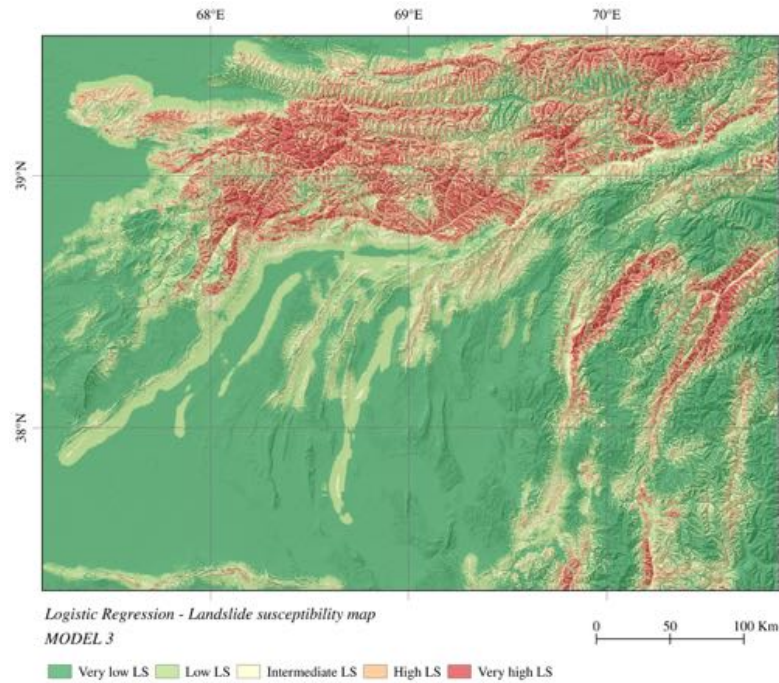 68°E 69°E 70°E
39°N
38°N
Logistic Regression - Landslide susceptibility map
MODEL 3
0 50 100 Km
Very low LS Low LS Intermediate LS High LS Very high LS